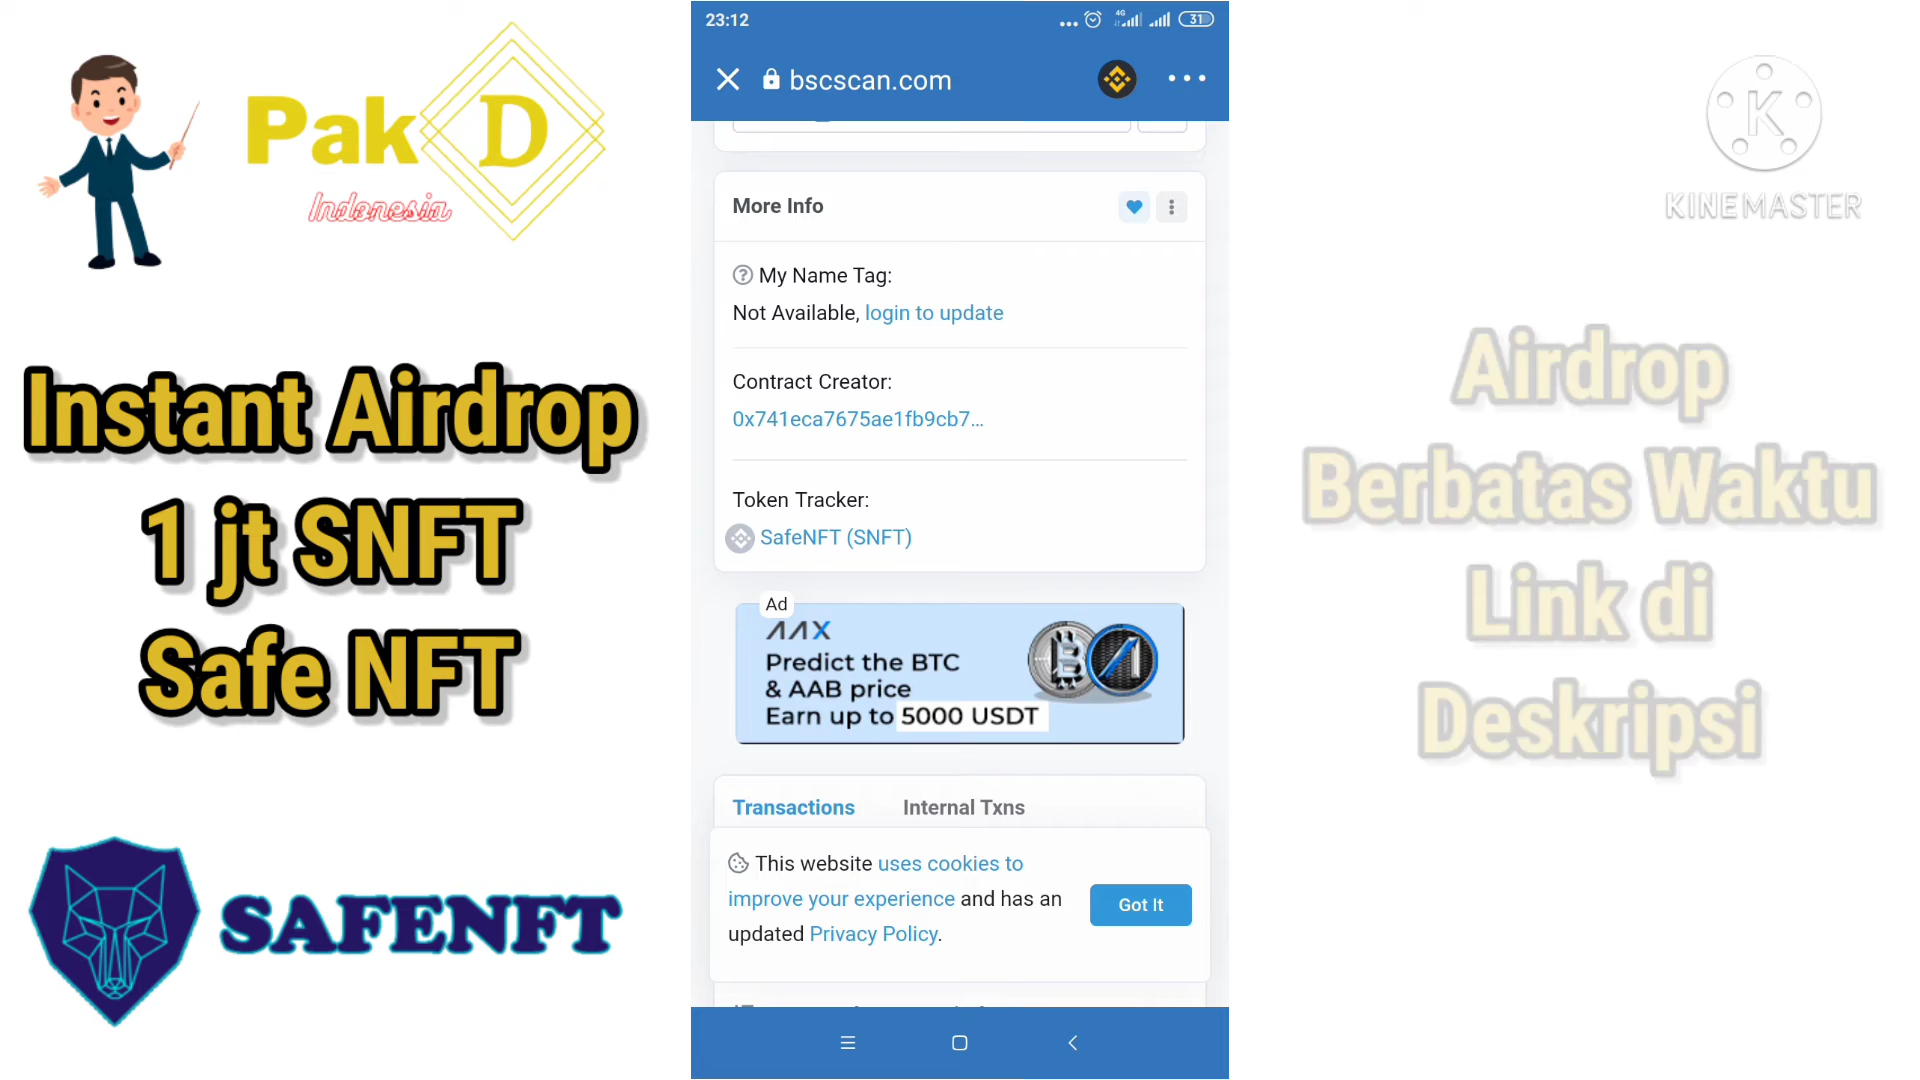 Pak D
Indonesia
Instant Airdrop
1 jt SNFT
Safe NFT
SAFENFT
23:12
4G
31
bscscan.com
More Info
My Name Tag:
Not Available, login to update
Contract Creator:
0x741eca7675ae1fb9cb7...
Token Tracker:
SafeNFT (SNFT)
Ad
AAX
Predict the BTC
& AAB price
Earn up to 5000 USDT
Transactions Internal Txns
This website uses cookies to
improve your experience and has an
updated Privacy Policy.
Got It
K
KINEMASTER
Airdrop
Berbatas Waktu
Link di
Deskripsi